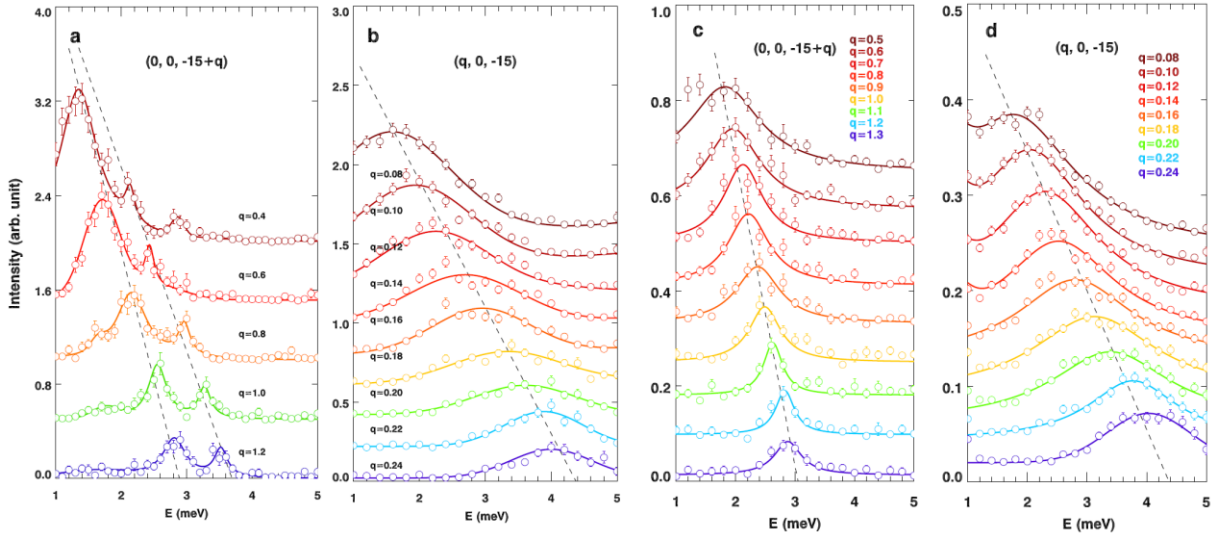 a
(0, 0, -15+q)
4.0
3.2
2.4
1.6
0.8
0.0
Intensity (arb. unit)
q=0.4
q=0.6
q=0.8
q=1.0
q=1.2
1 2 3 4 5
E (meV)
b
(q, 0, -15)
3.0
2.5
2.0
1.5
1.0
0.5
0.0
q=0.08
q=0.10
q=0.12
q=0.14
q=0.16
q=0.18
q=0.20
q=0.22
q=0.24
1 2 3 4 5
E (meV)
c
(0, 0, -15+q)
1.0
0.8
0.6
0.4
0.2
0.0
q=0.5
q=0.6
q=0.7
q=0.8
q=0.9
q=1.0
q=1.1
q=1.2
q=1.3
1 2 3 4 5
E (meV)
d
(q, 0, -15)
0.5
0.4
0.3
0.2
0.1
0.0
q=0.08
q=0.10
q=0.12
q=0.14
q=0.16
q=0.18
q=0.20
q=0.22
q=0.24
1 2 3 4 5
E (meV)